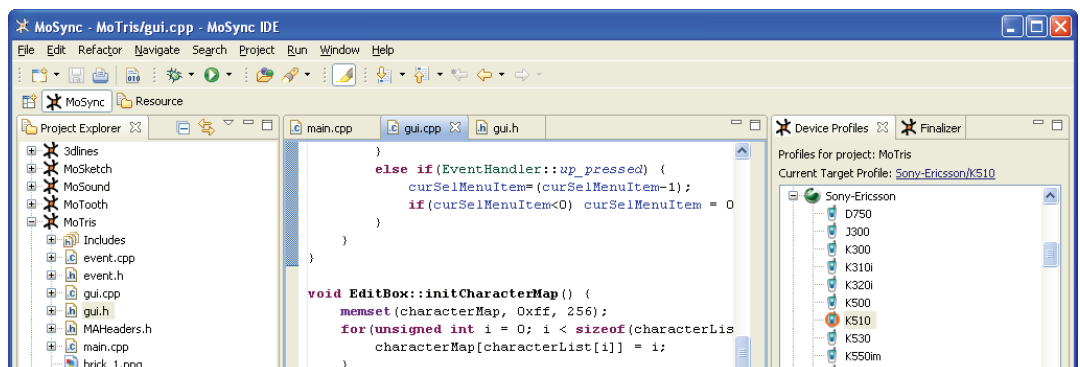 MoSync - MoTris/gui.cpp - MoSync IDE
File Edit Refactor Navigate Search Project Run Window Help
MoSync Resource
Project Explorer
3dlines
MoSketch
MoSound
MoTooth
MoTris
Includes
event.cpp
event.h
gui.cpp
gui.h
MAHeaders.h
main.cpp
brick_1.png
main.cpp gui.cpp gui.h
}
else if(EventHandler::up_pressed) {
curSelMenuItem=(curSelMenuItem-1);
if(curSelMenuItem<0) curSelMenuItem = 0
}
}
}
void EditBox::initCharacterMap() {
memset(characterMap, 0xff, 256);
for(unsigned int i = 0; i < sizeof(characterLis
characterMap[characterList[i]] = i;
}
Device Profiles Finalizer
Profiles for project: MoTris
Current Target Profile: Sony-Ericsson/K510
Sony-Ericsson
D750
J300
K300
K310i
K320i
K500
K510
K530
K550im